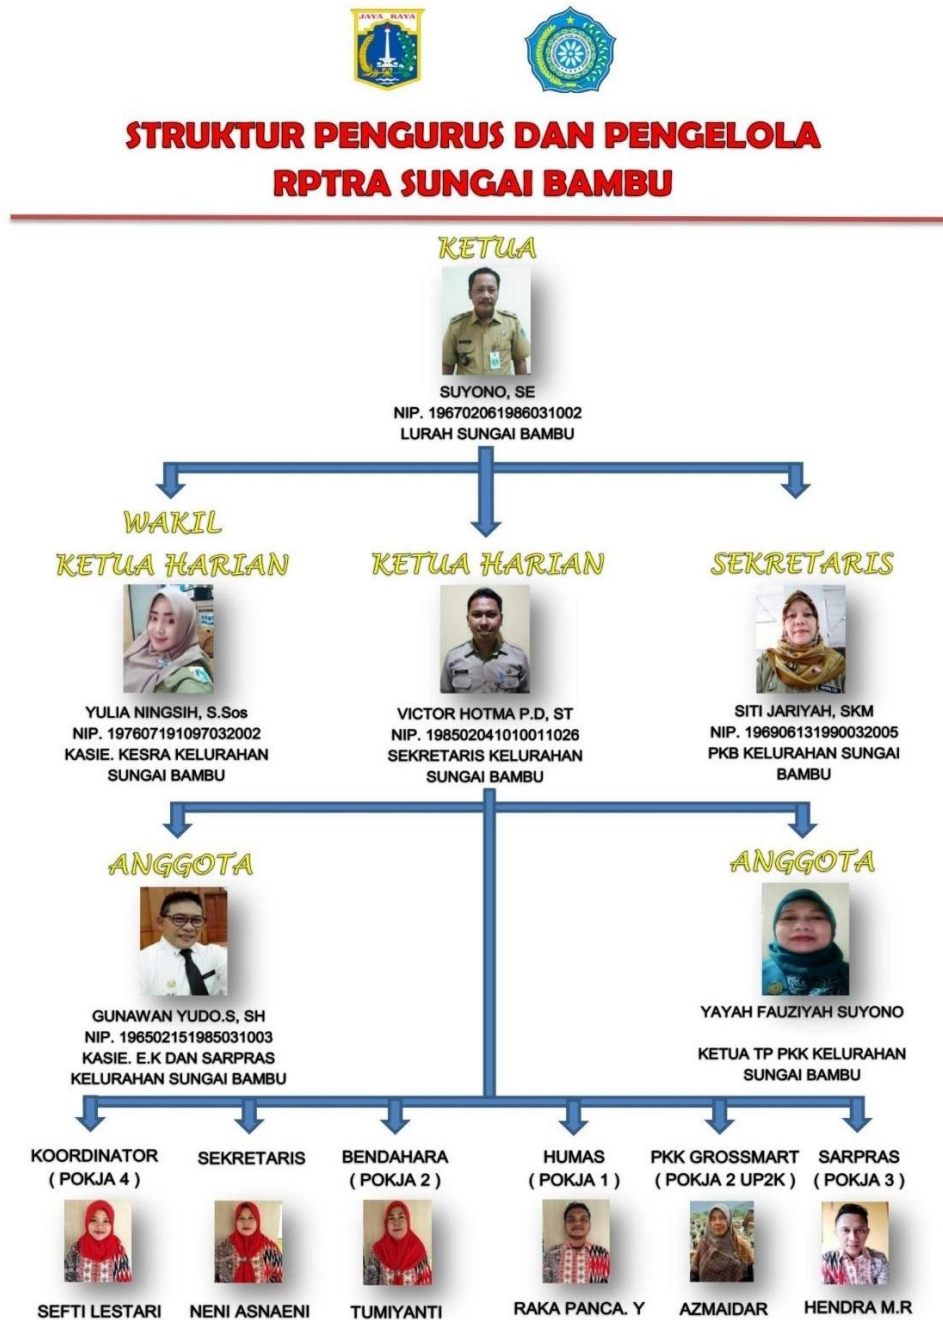 JAYA RAYA
STRUKTUR PENGURUS DAN PENGELOLA
RPTRA SUNGAI BAMBU
KETUA
SUYONO, SE
NIP. 196702061986031002
LURAH SUNGAI BAMBU
WAKIL
KETUA HARIAN
YULIA NINGSIH, S.Sos
NIP. 197607191097032002
KASIE. KESRA KELURAHAN
SUNGAI BAMBU
KETUA HARIAN
VICTOR HOTMA P.D, ST
NIP. 198502041010011026
SEKRETARIS KELURAHAN
SUNGAI BAMBU
SEKRETARIS
SITI JARIYAH, SKM
NIP. 196906131990032005
PKB KELURAHAN SUNGAI
BAMBU
ANGGOTA
GUNAWAN YUDO.S, SH
NIP. 196502151985031003
KASIE. E.K DAN SARPRAS
KELURAHAN SUNGAI BAMBU
ANGGOTA
YAYAH FAUZIYAH SUYONO
KETUA TP PKK KELURAHAN
SUNGAI BAMBU
KOORDINATOR
( POKJA 4 )
SEFTI LESTARI
SEKRETARIS
NENI ASNAENI
BENDAHARA
( POKJA 2 )
TUMIYANTI
HUMAS
( POKJA 1 )
RAKA PANCA. Y
PKK GROSSMART
( POKJA 2 UP2K )
AZMAIDAR
SARPRAS
( POKJA 3 )
HENDRA M.R